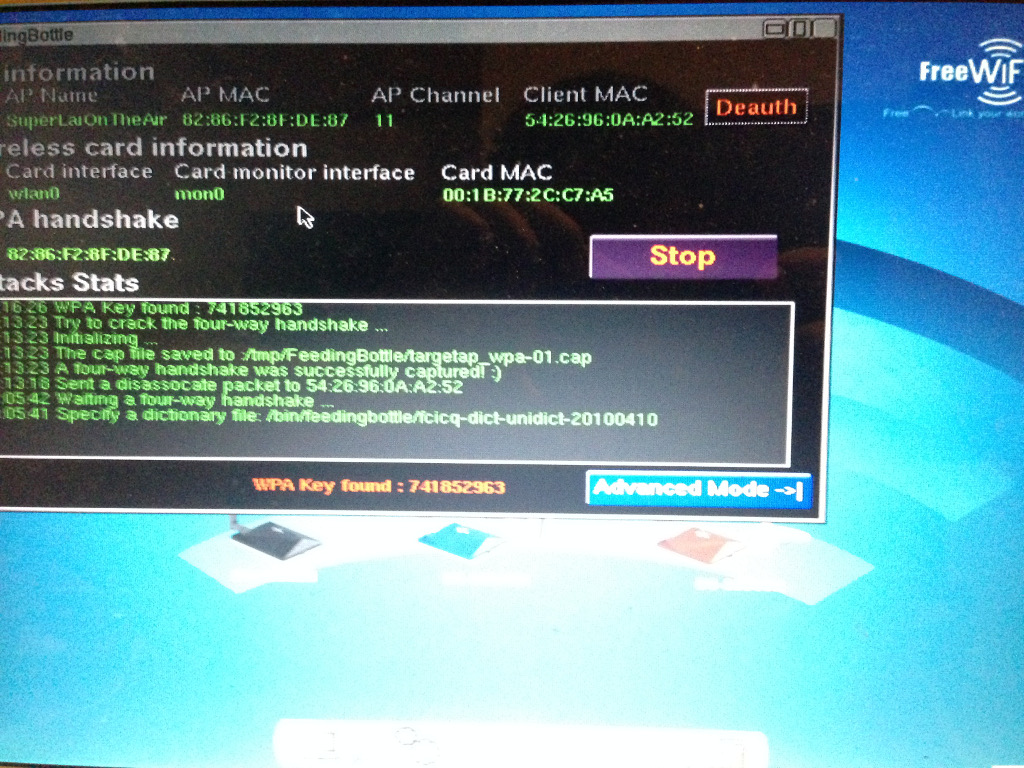 dingBottle
information
AP Name AP MAC AP Channel Client MAC
SuperLaiOnTheAir 82:86:F2:8F:DE:87 11 54:26:96:0A:A2:52 Deauth
reless card information
Card interface Card monitor interface Card MAC
wlan0 mon0 00:1B:77:2C:C7:A5
PA handshake
82:86:F2:8F:DE:87.
Stop
tacks Stats
16:26 WPA Key found : 741852963
13:23 Try to crack the four-way handshake ...
13:23 Initializing ...
13:23 The cap file saved to :/tmp/FeedingBottle/targetap_wpa-01.cap
13:23 A four-way handshake was successfully captured! :)
13:18 Sent a disassocate packet to 54:26:96:0A:A2:52
05:42 Waiting a four-way handshake ...
05:41 Specify a dictionary file: /bin/feedingbottle/fcicq-dict-unidict-20100410
WPA Key found : 741852963
Advanced Mode ->|
FreeWiF
Free Link your wor